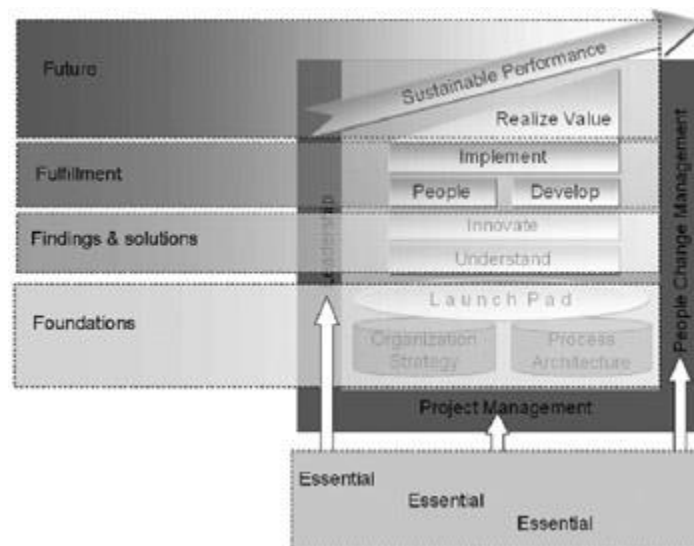 Future
Sustainable Performance
Realize Value
Fulfillment
Implement
People
Develop
Findings & solutions
Innovate
Understand
Leadership
People Change Management
Foundations
Launch Pad
Organization
Strategy
Process
Architecture
Project Management
Essential
Essential
Essential